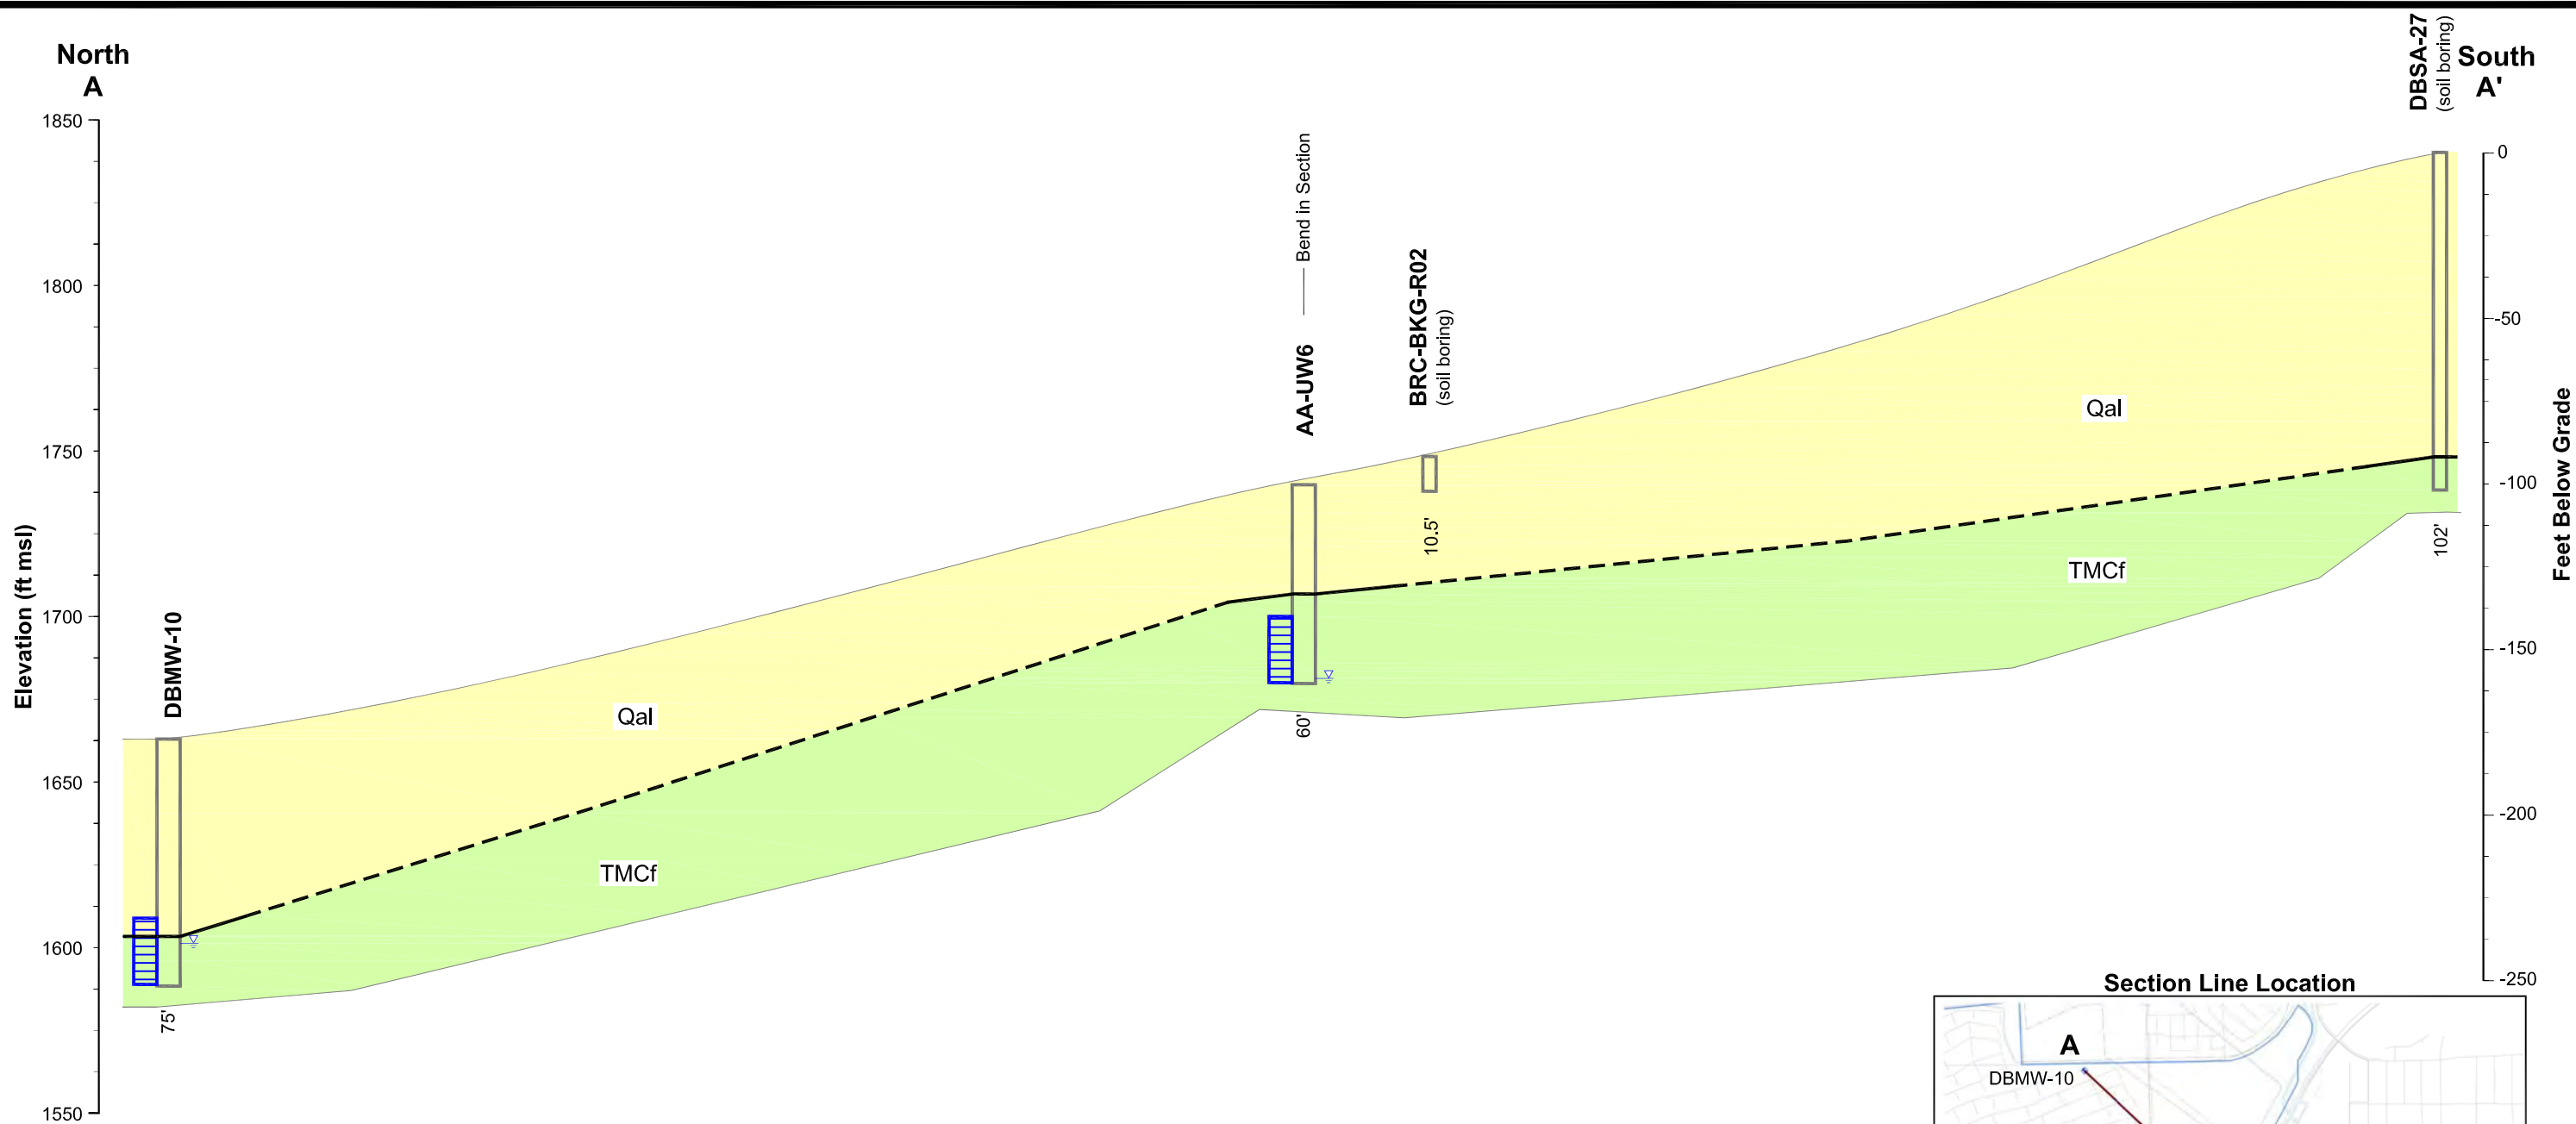 North
A
DBSA-27
(soil boring)
South
A'
1850
1800
1750
1700
1650
1600
1550
Elevation (ft msl)
0
-50
-100
-150
-200
-250
Feet Below Grade
Bend in Section
AA-UW6
BRC-BKG-R02
(soil boring)
DBMW-10
Qal
Qal
TMCf
TMCf
10.5'
102'
60'
75'
Section Line Location
A
DBMW-10